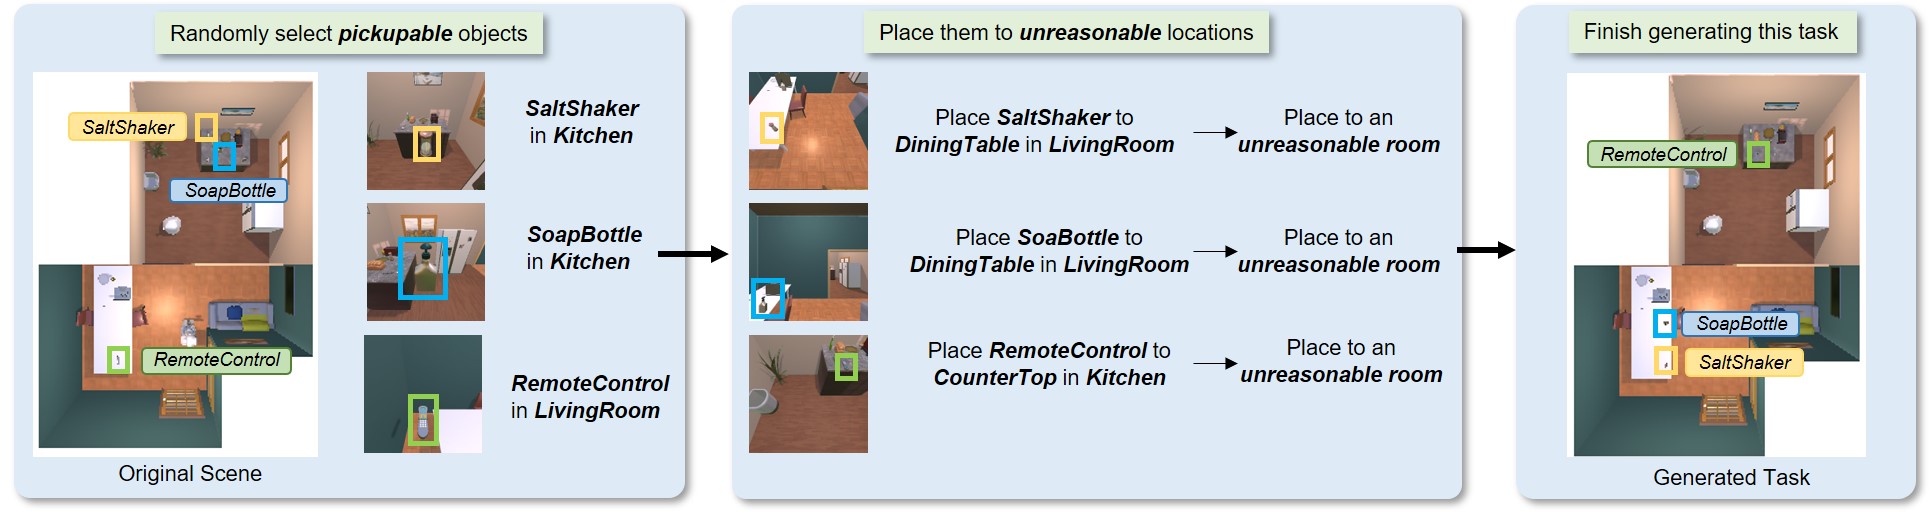 Randomly select pickupable objects
SaltShaker
SoapBottle
RemoteControl
Original Scene
SaltShaker
in Kitchen
SoapBottle
in Kitchen
RemoteControl
in LivingRoom
Place them to unreasonable locations
Place SaltShaker to
DiningTable in LivingRoom
Place to an
unreasonable room
Place SoaBottle to
DiningTable in LivingRoom
Place to an
unreasonable room
Place RemoteControl to
CounterTop in Kitchen
Place to an
unreasonable room
Finish generating this task
RemoteControl
SoapBottle
SaltShaker
Generated Task